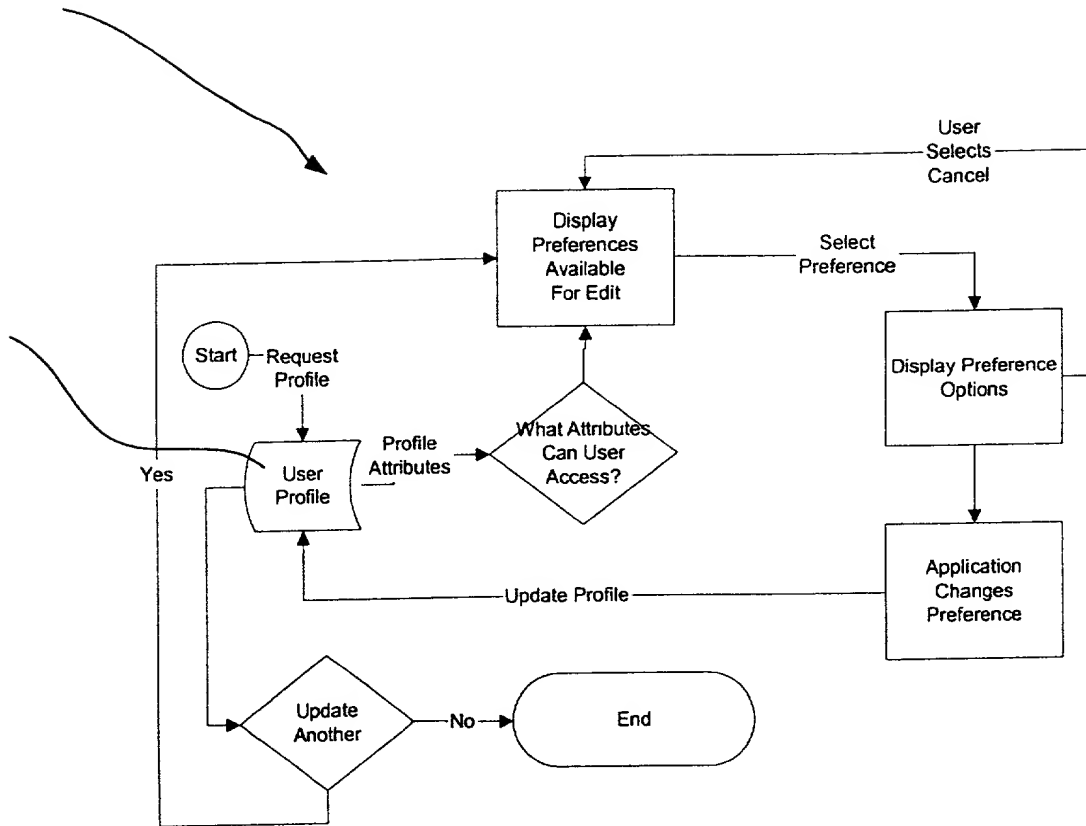 User
Selects
Cancel
Display
Preferences
Available
For Edit
Select
Preference
Start
Request
Profile
Display Preference
Options
What Attributes
Can User
Access?
Profile
Attributes
User
Profile
Yes
Application
Changes
Preference
Update Profile
Update
Another
No
End